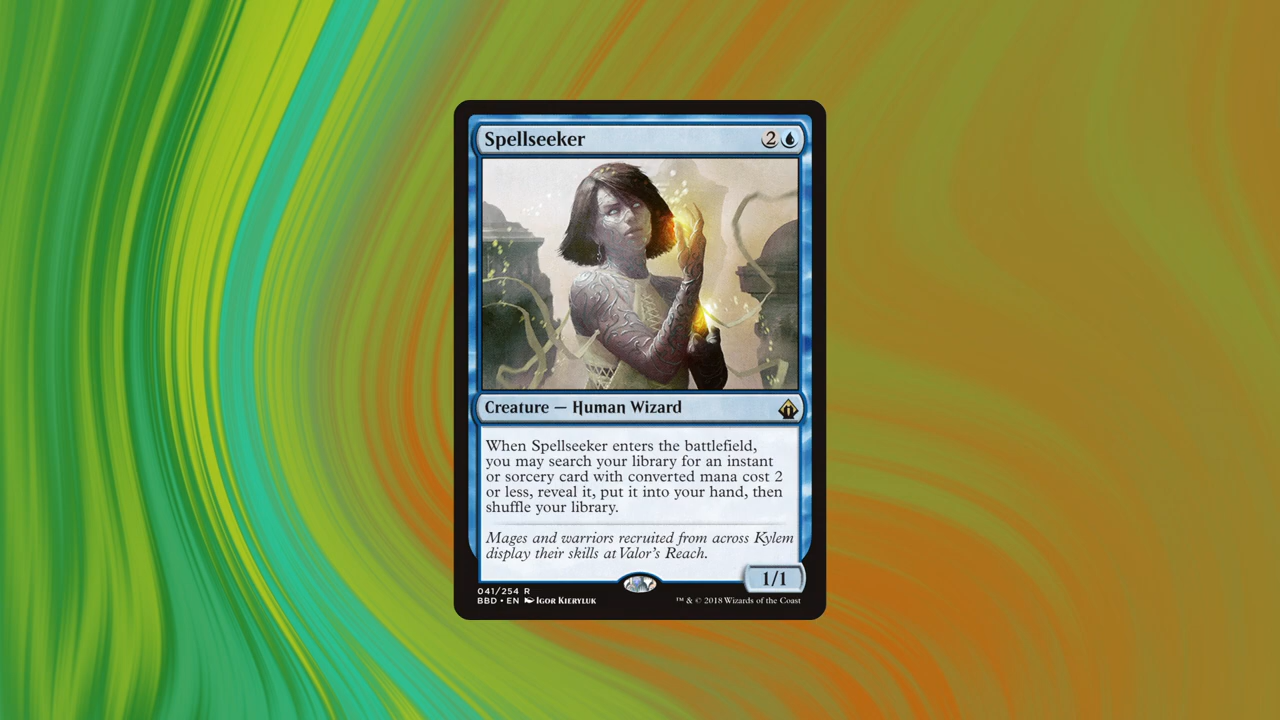 Spellseeker 2
Creature — Human Wizard
When Spellseeker enters the battlefield,
you may search your library for an instant
or sorcery card with converted mana cost 2
or less, reveal it, put it into your hand, then
shuffle your library.
Mages and warriors recruited from across Kylem
display their skills at Valor's Reach.
1/1
041/254 R
BBD • EN Igor Kieryluk
™ & © 2018 Wizards of the Coast